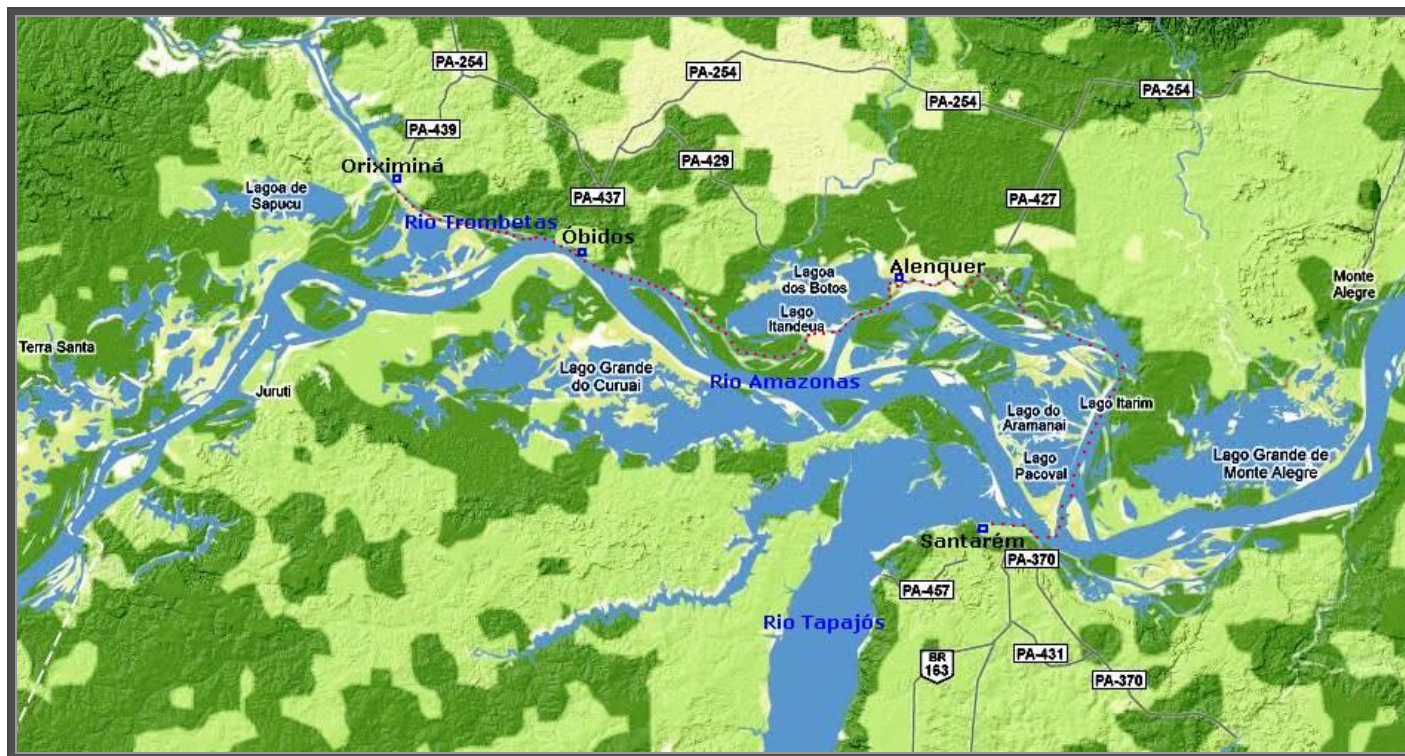 PA-254
PA-254
PA-254
PA-254
PA-439
PA-429
Oriximiná
Lagoa de
Sapucu
PA-437
PA-427
Rio Trombetas
Óbidos
Alenquer
Lagoa
dos Botos
Monte
Alegre
Lago
Itandeua
Terra Santa
Lago Grande
do Curuai
Rio Amazonas
Juruti
Lago Itarim
Lago do
Aramanai
Lago
Pacoval
Lago Grande de
Monte Alegre
Santarém
PA-370
PA-457
Rio Tapajós
PA-431
BR
163
PA-370